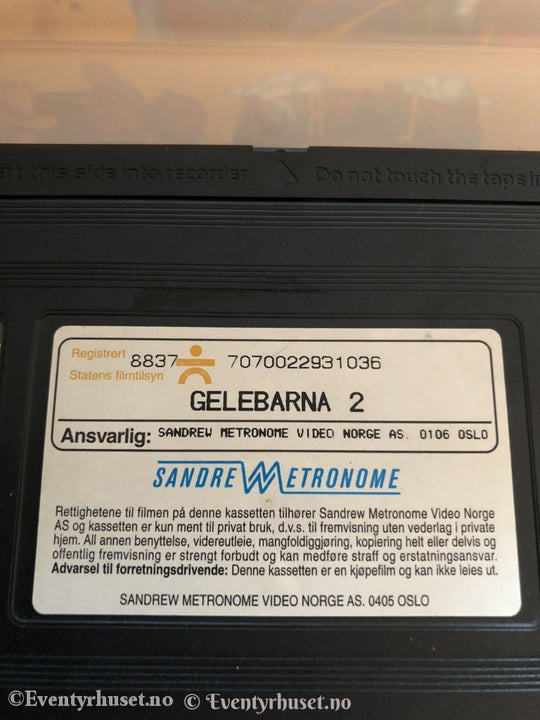 this side into recorder
Do not touch the tape
Registrert 8837 7070022931036
Statens filmtilsyn
GELEBARNA 2
Ansvarlig: SANDREW METRONOME VIDEO NORGE AS. 0106 OSLO
SANDREW METRONOME
Rettighetene til filmen på denne kassetten tilhører Sandrew Metronome Video Norge
AS og kassetten er kun ment til privat bruk, d.v.s. til fremvisning uten vederlag i private
hjem. All annen benyttelse, videreutleie, mangfoldiggjøring, kopiering helt eller delvis og
offentlig fremvisning er strengt forbudt og kan medføre straff og erstatningsansvar.
Advarsel til forretningsdrivende: Denne kassetten er en kjøpefilm og kan ikke leies ut.
SANDREW METRONOME VIDEO NORGE AS. 0405 OSLO
©Eventyrhuset.no © Eventyrhuset.no